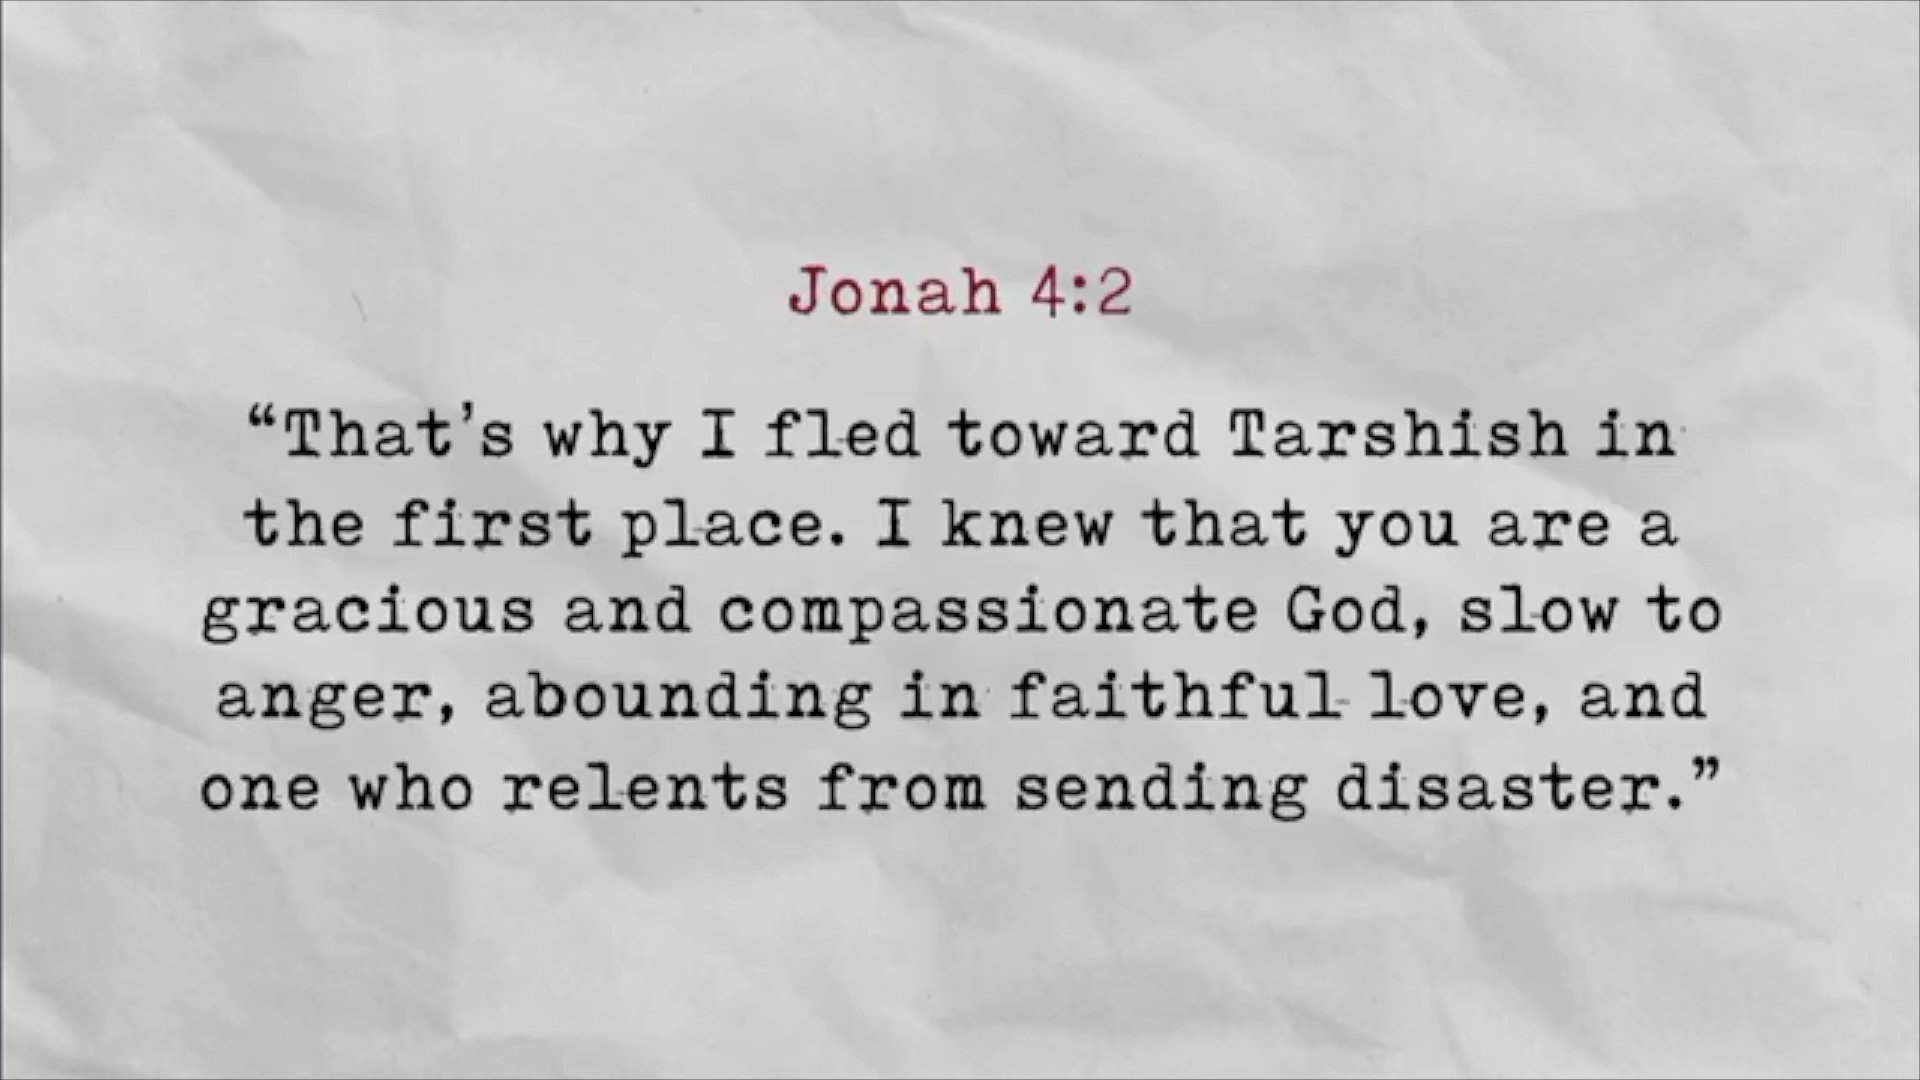 Jonah 4:2
“That’s why I fled toward Tarshish in
the first place. I knew that you are a
gracious and compassionate God, slow to
anger, abounding in faithful love, and
one who relents from sending disaster.”